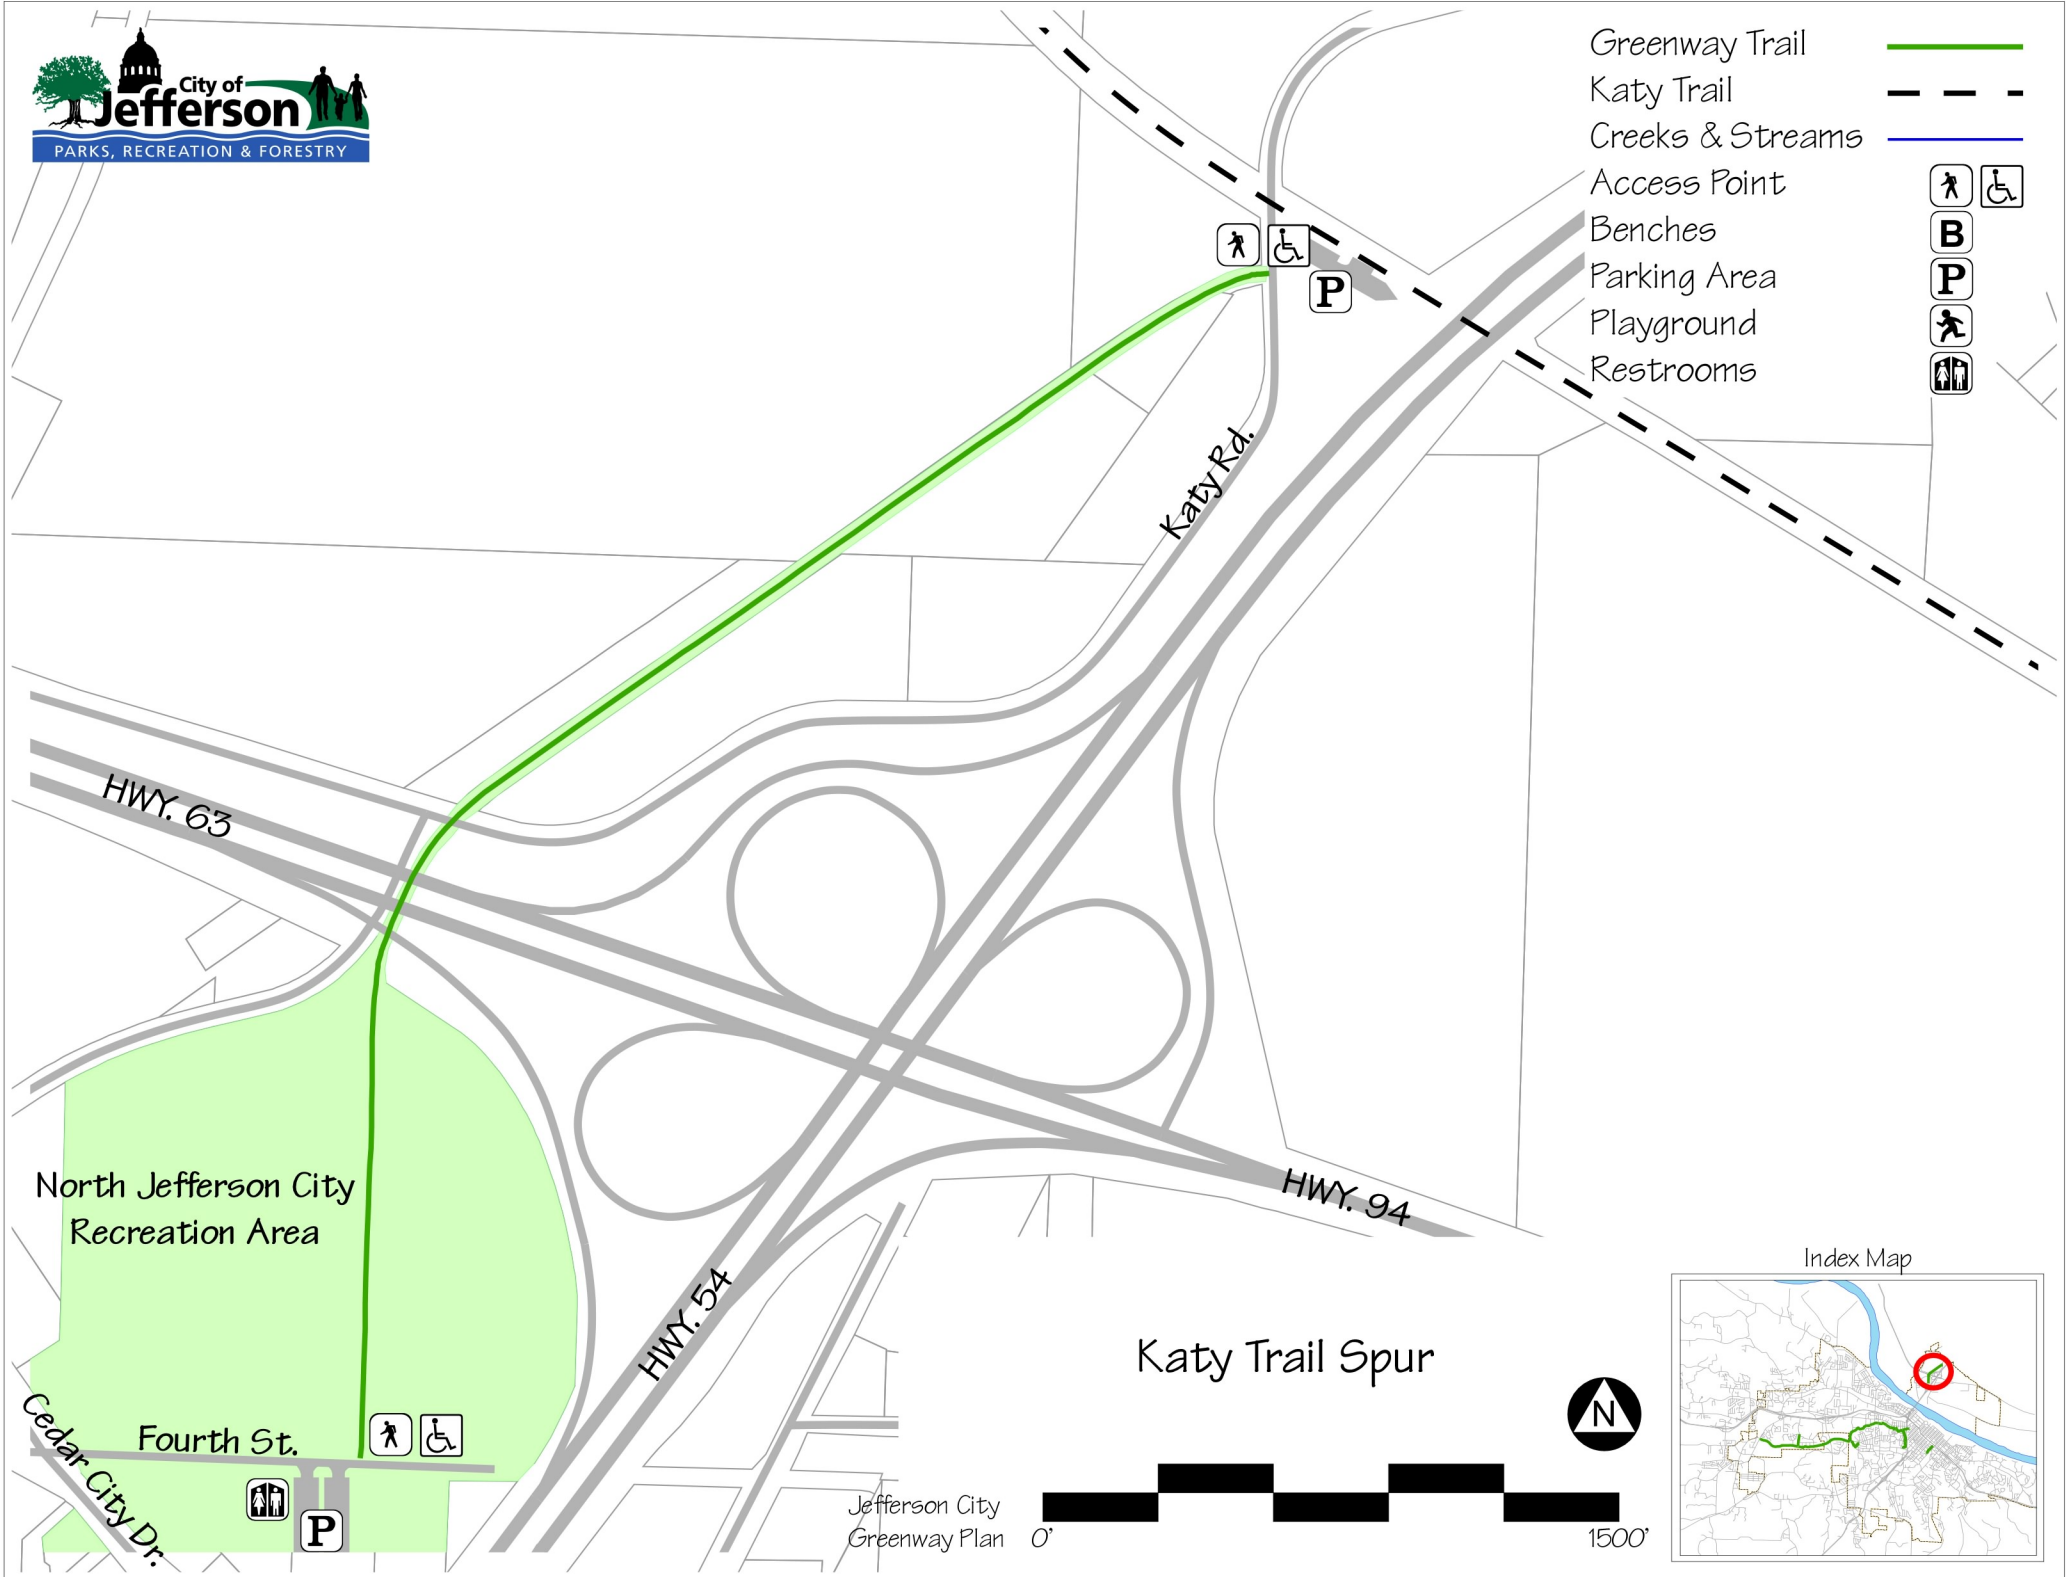 City of
Jefferson
PARKS, RECREATION & FORESTRY
Greenway Trail
Katy Trail
Creeks & Streams
Access Point
Benches
B
Parking Area
P
Playground
Restrooms
P
Katy Rd.
HWY. 63
North Jefferson City
Recreation Area
HWY. 94
HWY. 54
Fourth St.
Cedar City Dr.
P
Katy Trail Spur
N
Jefferson City
Greenway Plan
0'
1500'
Index Map